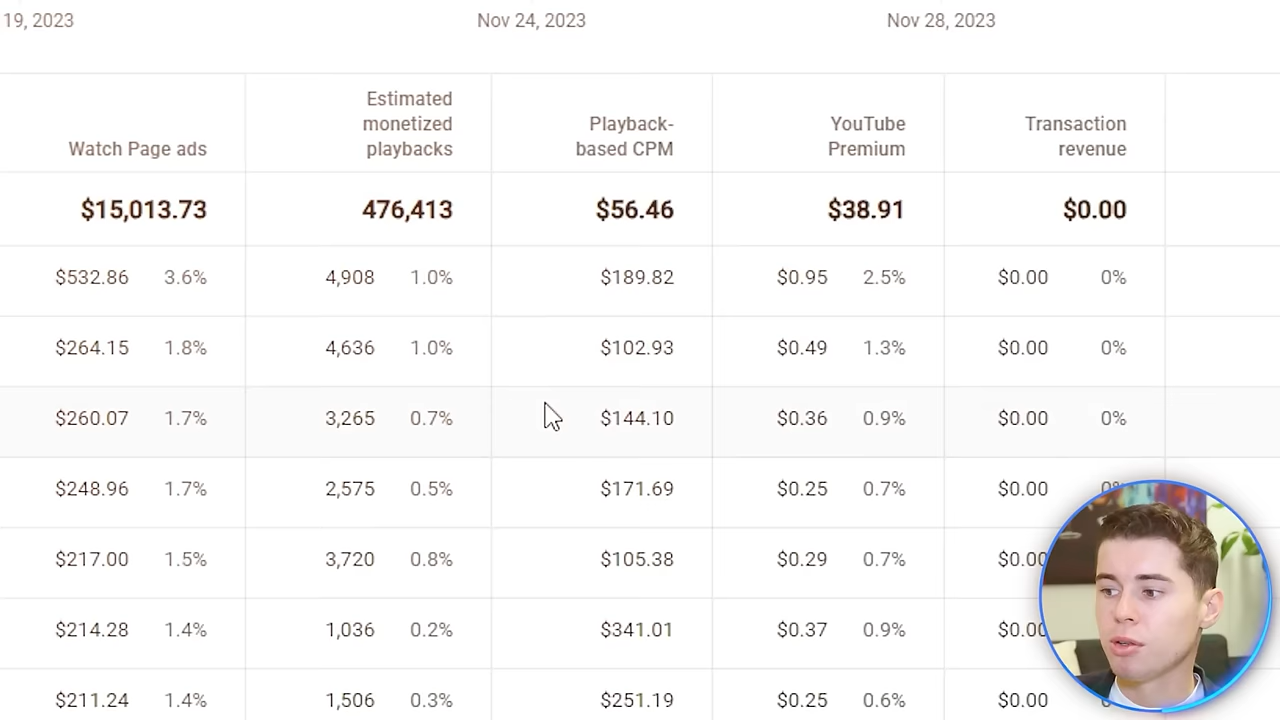 19, 2023 Nov 24, 2023 Nov 28, 2023
Watch Page ads Estimated monetized playbacks Playback-based CPM YouTube Premium Transaction revenue
$15,013.73 476,413 $56.46 $38.91 $0.00
$532.86 3.6% 4,908 1.0% $189.82 $0.95 2.5% $0.00 0%
$264.15 1.8% 4,636 1.0% $102.93 $0.49 1.3% $0.00 0%
$260.07 1.7% 3,265 0.7% $144.10 $0.36 0.9% $0.00 0%
$248.96 1.7% 2,575 0.5% $171.69 $0.25 0.7% $0.00 0%
$217.00 1.5% 3,720 0.8% $105.38 $0.29 0.7% $0.00
$214.28 1.4% 1,036 0.2% $341.01 $0.37 0.9% $0.00
$211.24 1.4% 1,506 0.3% $251.19 $0.25 0.6% $0.00